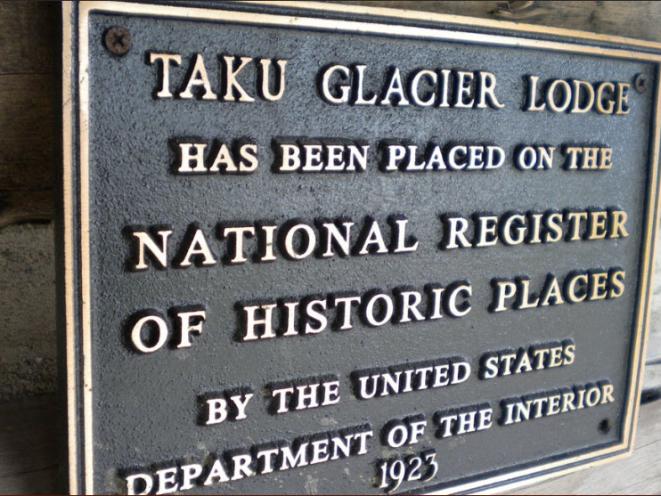 TAKU GLACIER LODGE
HAS BEEN PLACED ON THE
NATIONAL REGISTER
OF HISTORIC PLACES
BY THE UNITED STATES
DEPARTMENT OF THE INTERIOR
1923